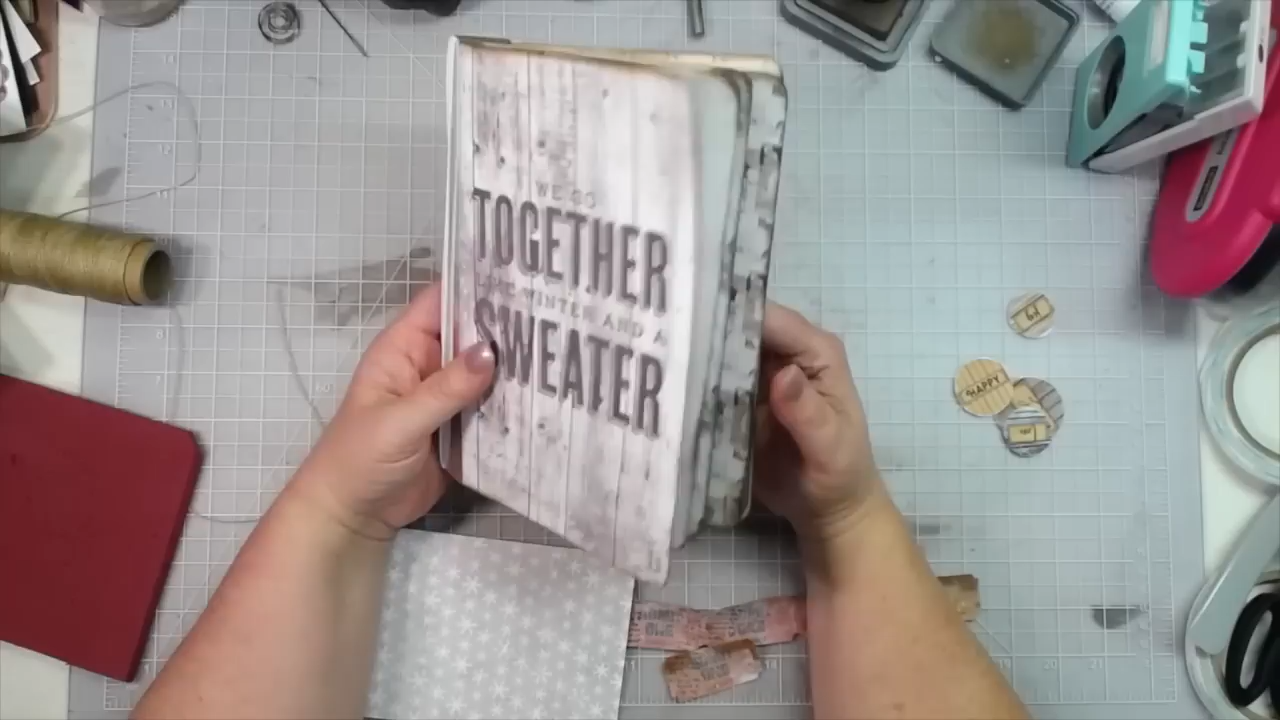 WE GO
TOGETHER
LIKE WINTER AND A
SWEATER
HAPPY